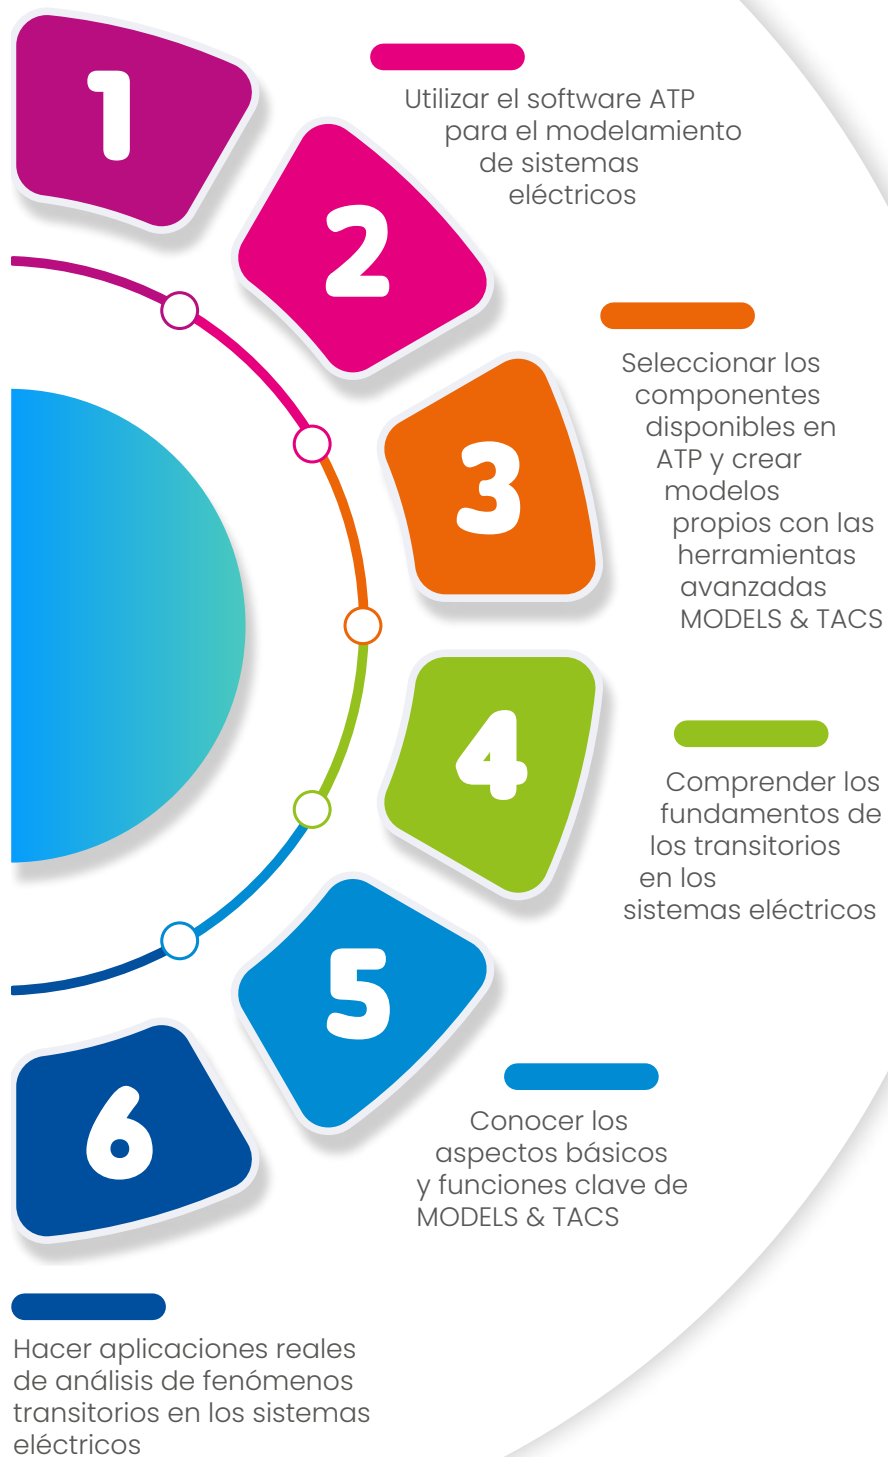 1
2
Utilizar el software ATP
para el modelamiento
de sistemas
eléctricos
3
Seleccionar los
componentes
disponibles en
ATP y crear
modelos
propios con las
herramientas
avanzadas
MODELS & TACS
4
Comprender los
fundamentos de
los transitorios
en los
sistemas eléctricos
5
Conocer los
aspectos básicos
y funciones clave de
MODELS & TACS
6
Hacer aplicaciones reales
de análisis de fenómenos
transitorios en los sistemas
eléctricos